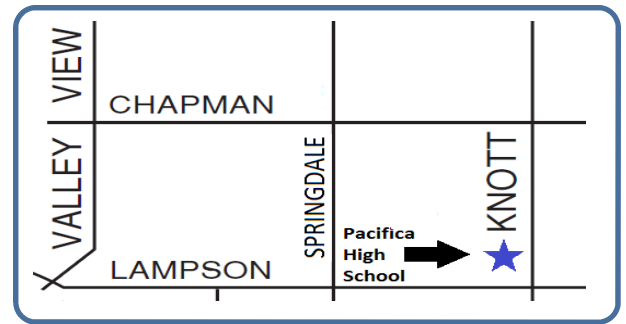 VALLEY VIEW
CHAPMAN
SPRINGDALE
KNOTT
Pacifica
High
School
LAMPSON